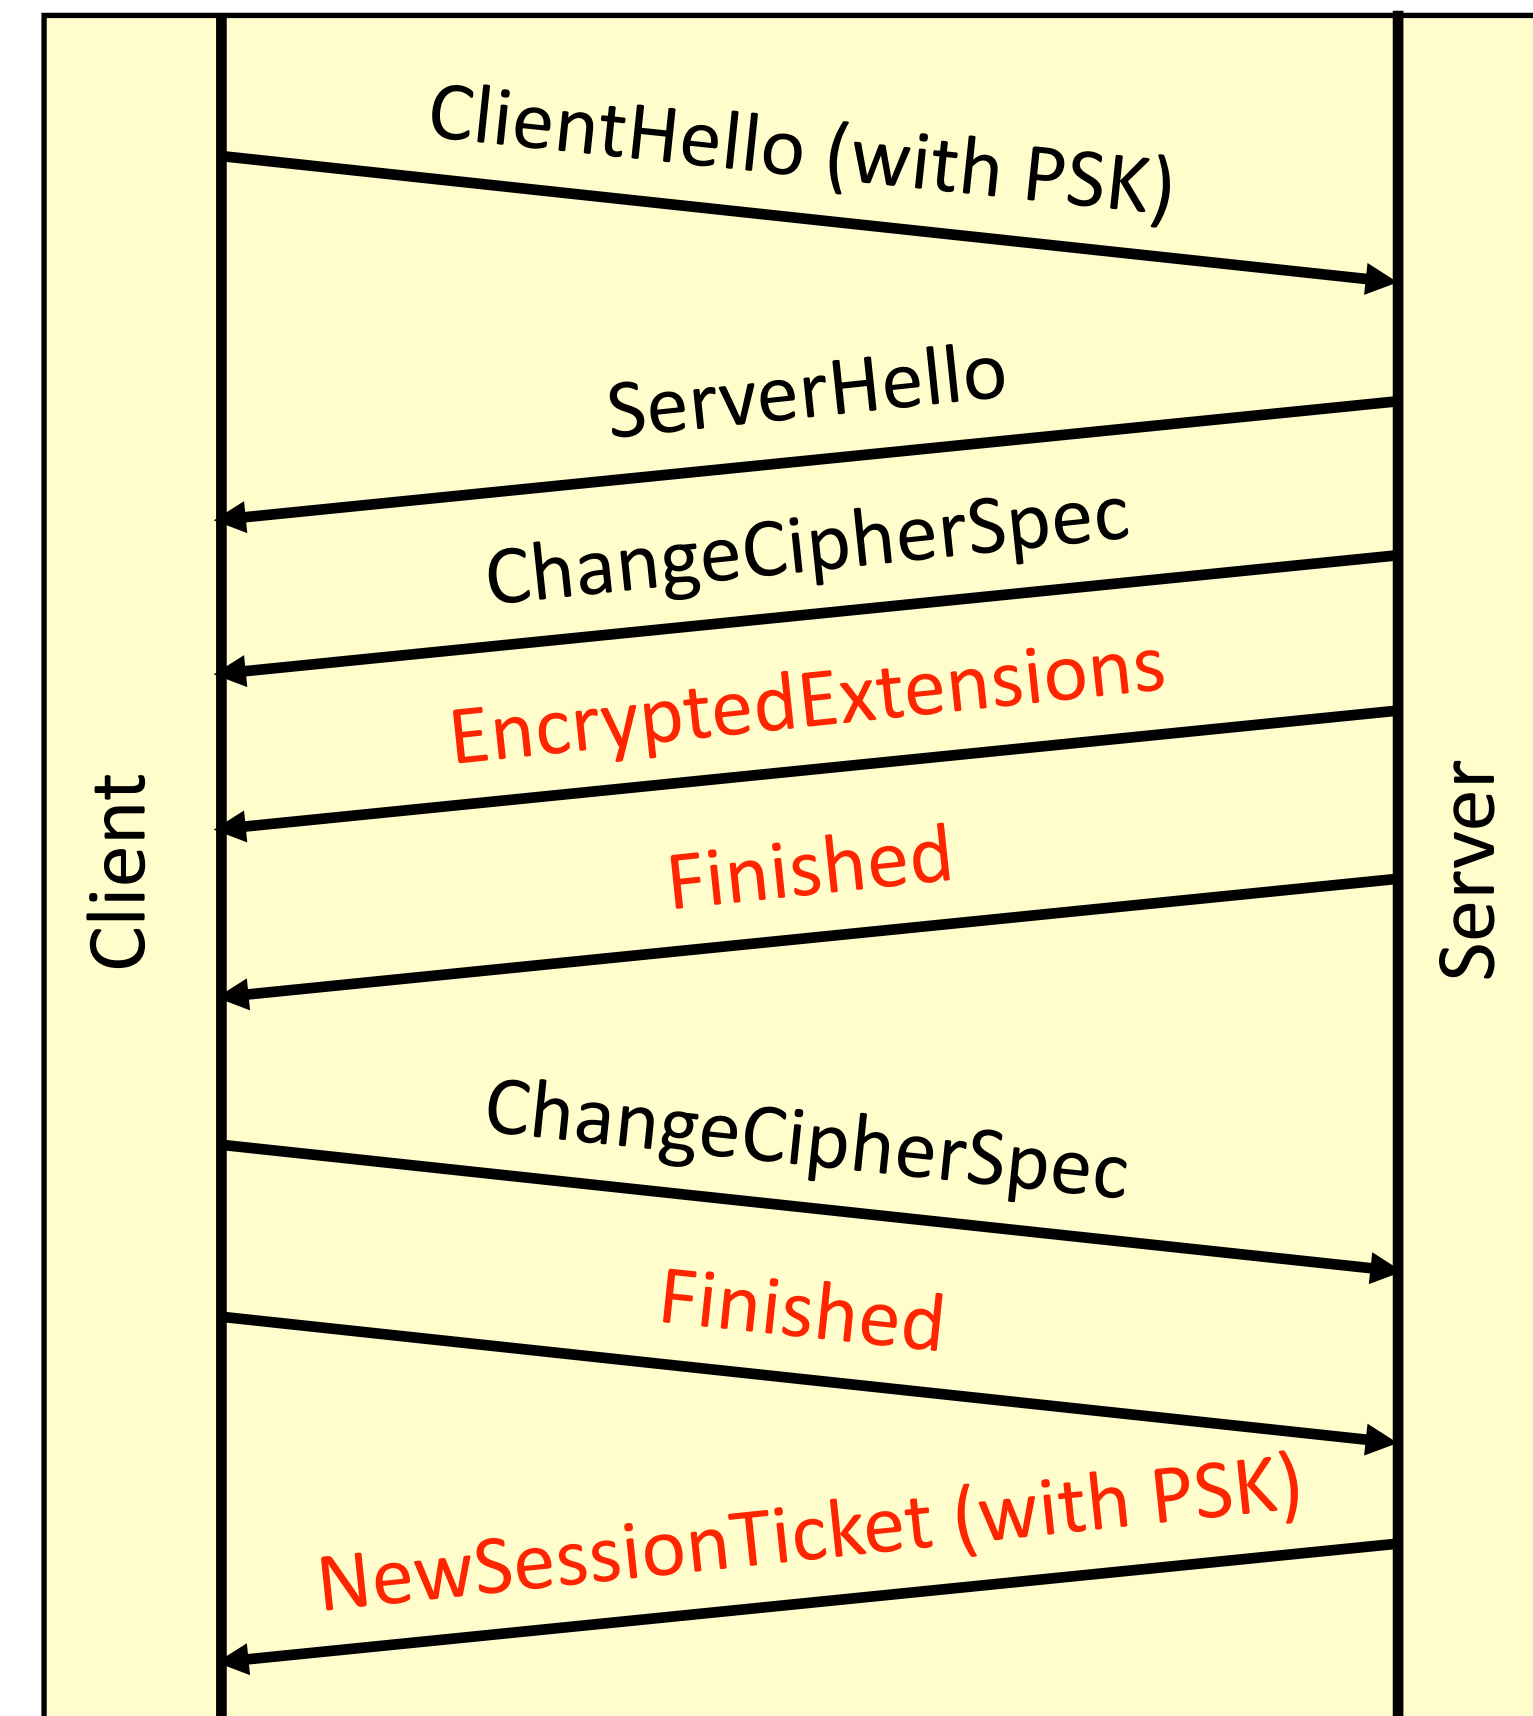 ClientHello (with PSK)
ServerHello
ChangeCipherSpec
EncryptedExtensions
Finished
Client
Server
ChangeCipherSpec
Finished
NewSessionTicket (with PSK)